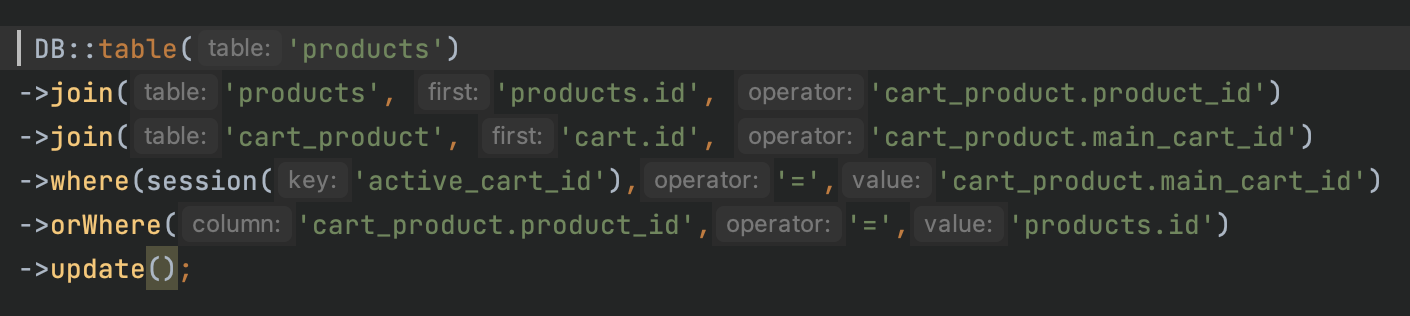 DB::table( table: 'products')
->join( table: 'products', first: 'products.id', operator: 'cart_product.product_id')
->join( table: 'cart_product', first: 'cart.id', operator: 'cart_product.main_cart_id')
->where(session( key: 'active_cart_id'), operator: '=', value: 'cart_product.main_cart_id')
->orWhere( column: 'cart_product.product_id', operator: '=', value: 'products.id')
->update();